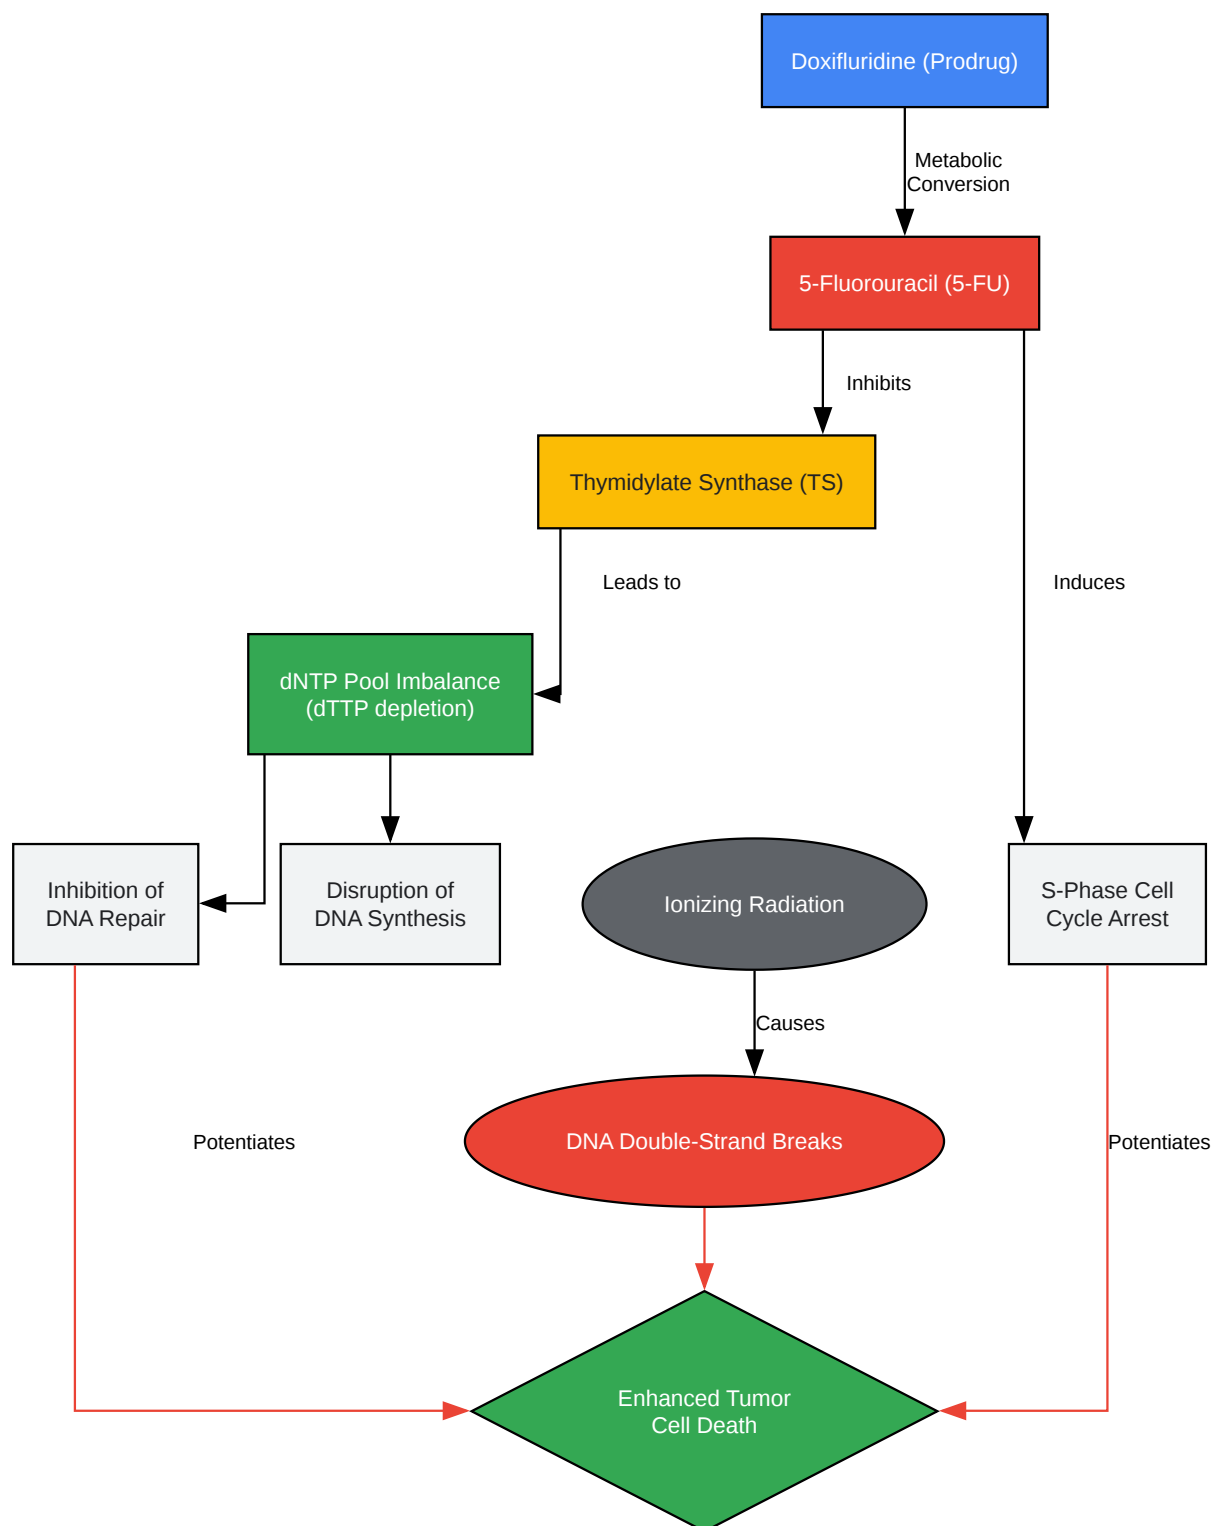 Doxifluridine (Prodrug)
Metabolic
Conversion
5-Fluorouracil (5-FU)
Inhibits
Thymidylate Synthase (TS)
Leads to
Induces
dNTP Pool Imbalance
(dTTP depletion)
Inhibition of
DNA Repair
Disruption of
DNA Synthesis
Ionizing Radiation
S-Phase Cell
Cycle Arrest
Causes
Potentiates
DNA Double-Strand Breaks
Potentiates
Enhanced Tumor
Cell Death